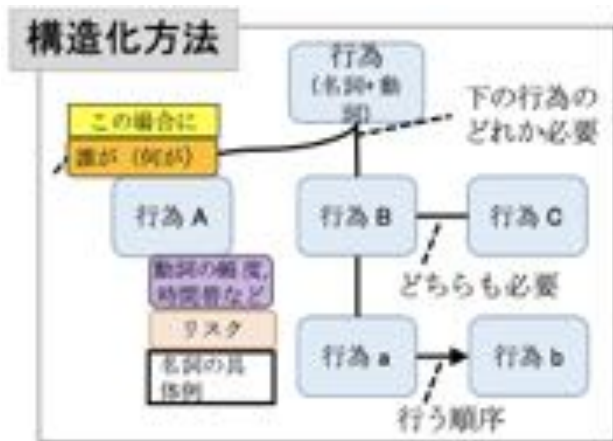 構造化方法
行為
(名詞+動
詞)
下の行為の
どれか必要
この場合に
誰が(何が)
行為 A
行為 B
行為 C
動詞の頻度,
時間帯など
どちらも必要
リスク
名詞の具
体例
行為 a
行為 b
行う順序